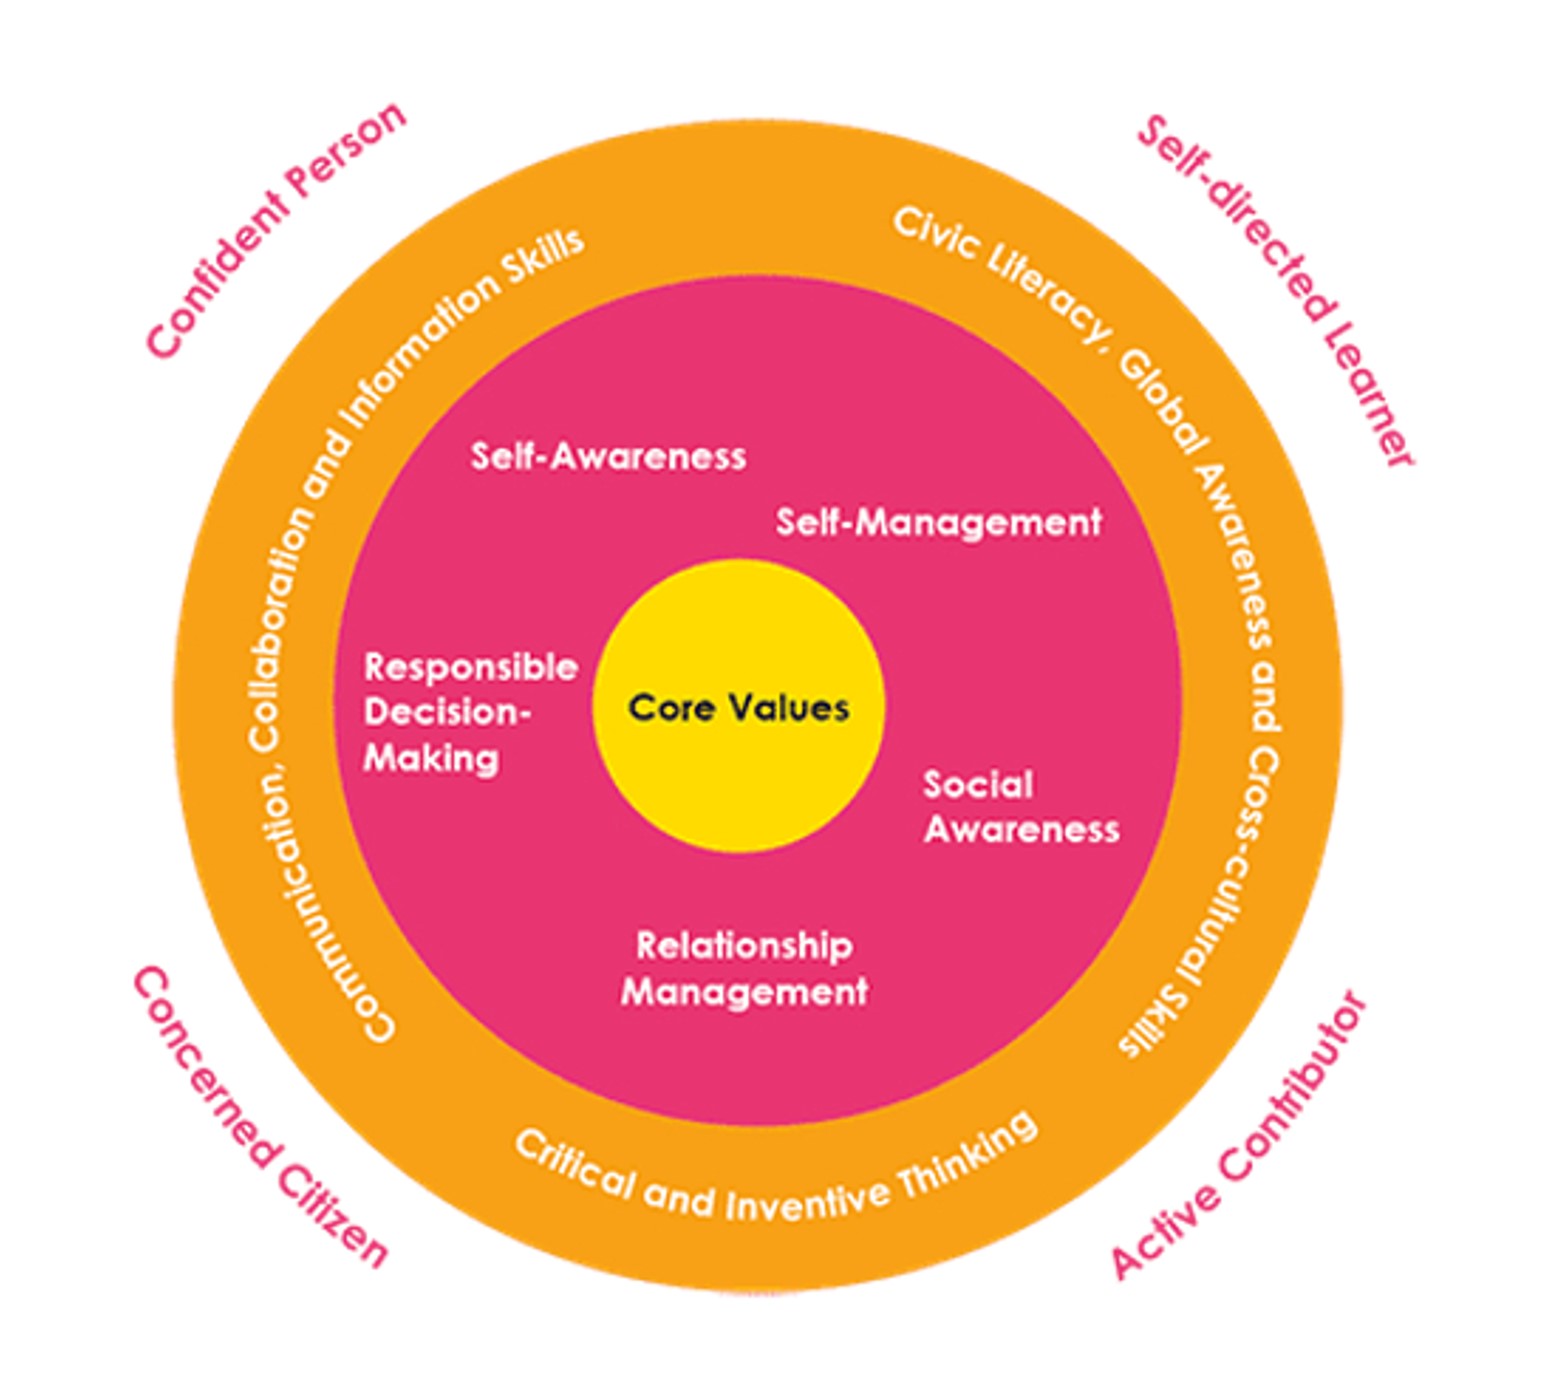 Confident Person
Self-directed Learner
Communication, Collaboration and Information Skills
Civic Literacy, Global Awareness and Cross-cultural Skills
Self-Awareness
Self-Management
Responsible
Decision-
Making
Core Values
Social
Awareness
Relationship
Management
Critical and Inventive Thinking
Concerned Citizen
Active Contributor